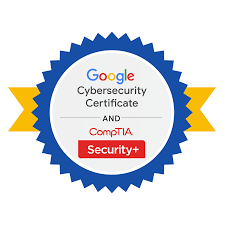 Google
Cybersecurity
Certificate
AND
CompTIA
Security+